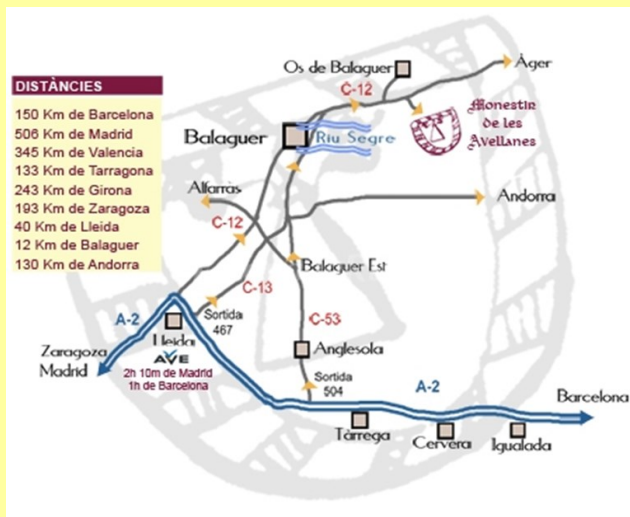 DISTÀNCIES
150 Km de Barcelona
506 Km de Madrid
345 Km de Valencia
133 Km de Tarragona
243 Km de Girona
193 Km de Zaragoza
40 Km de Lleida
12 Km de Balaguer
130 Km de Andorra
Os de Balaguer
Àger
C-12
Monestir
de les
Avellanes
Balaguer
Riu Segre
Alfarràs
Andorra
C-12
Balaguer Est
C-13
C-53
A-2
Sortida
467
Lleida
Anglesola
Zaragoza
Madrid
AVE
2h 10m de Madrid
1h de Barcelona
Sortida
504
A-2
Barcelona
Tàrrega
Cervera
Igualada